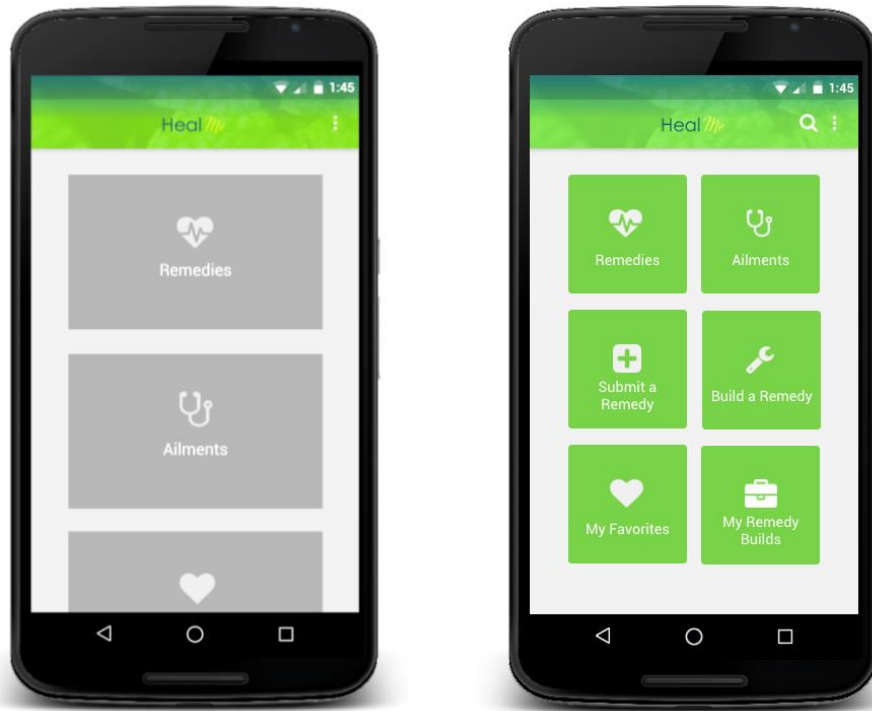 1:45
Heal Me
Remedies
Ailments
1:45
Heal Me
Remedies
Ailments
Submit a
Remedy
Build a Remedy
My Favorites
My Remedy
Builds